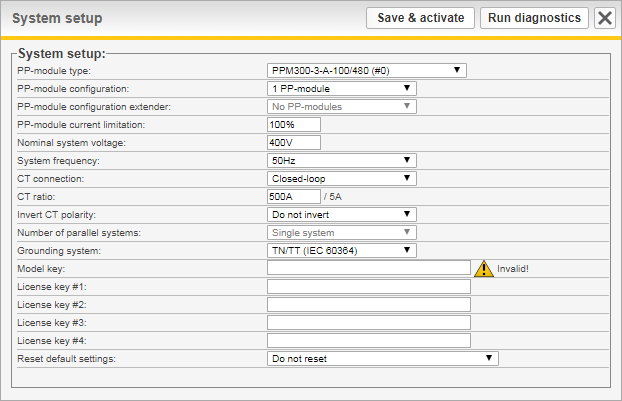 System setup Save & activate Run diagnostics
System setup:
PP-module type: PPM300-3-A-100/480 (#0)
PP-module configuration: 1 PP-module
PP-module configuration extender: No PP-modules
PP-module current limitation: 100%
Nominal system voltage: 400V
System frequency: 50Hz
CT connection: Closed-loop
CT ratio: 500A / 5A
Invert CT polarity: Do not invert
Number of parallel systems: Single system
Grounding system: TN/TT (IEC 60364)
Model key: Invalid!
License key #1:
License key #2:
License key #3:
License key #4:
Reset default settings: Do not reset